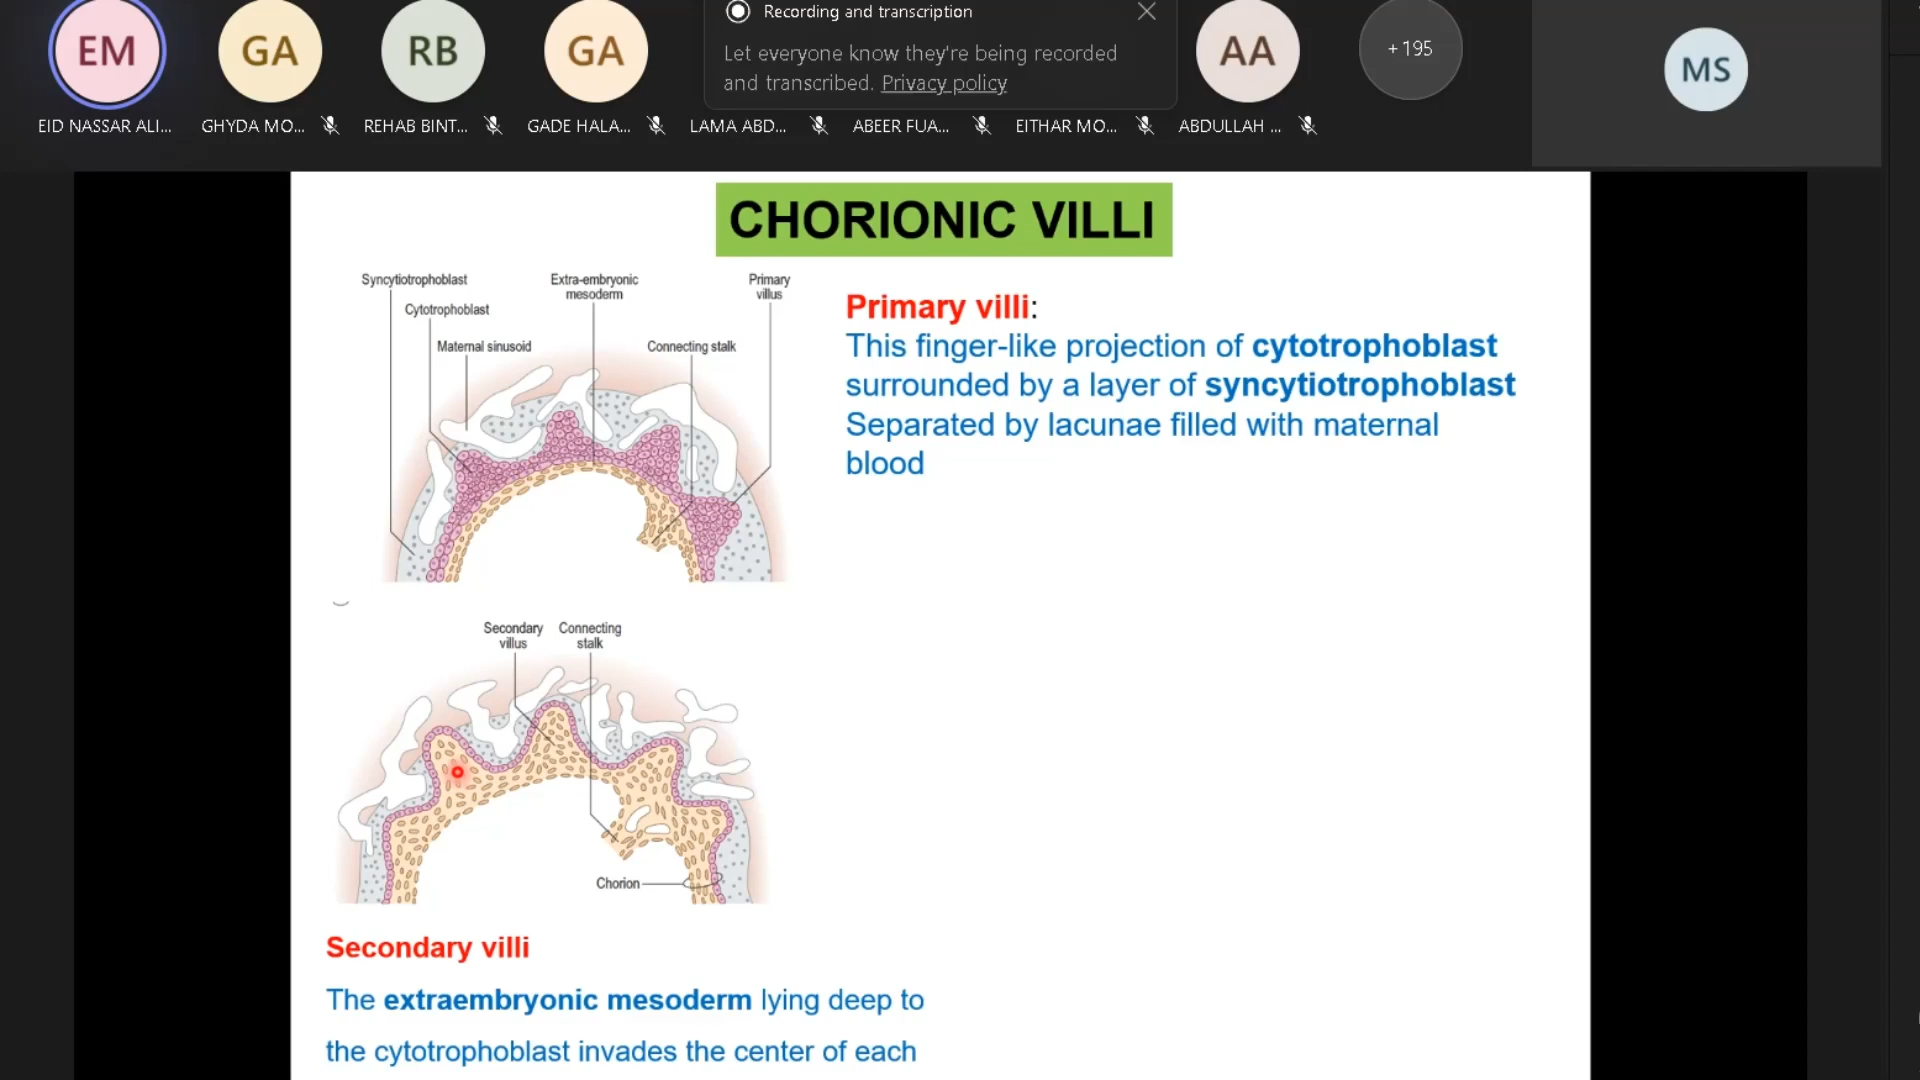 Recording and transcription
Let everyone know they're being recorded
and transcribed. Privacy policy
EM
GA
RB
GA
AA
+195
MS
EID NASSAR ALI...
GHYDA MO...
REHAB BINT...
GADE HALA...
LAMA ABD...
ABEER FUA...
EITHAR MO...
ABDULLAH ...
CHORIONIC VILLI
Syncytiotrophoblast
Cytotrophoblast
Maternal sinusoid
Extra-embryonic
mesoderm
Connecting stalk
Primary
villus
Primary villi:
This finger-like projection of cytotrophoblast
surrounded by a layer of syncytiotrophoblast
Separated by lacunae filled with maternal
blood
Secondary
villus
Connecting
stalk
Chorion
Secondary villi
The extraembryonic mesoderm lying deep to
the cytotrophoblast invades the center of each